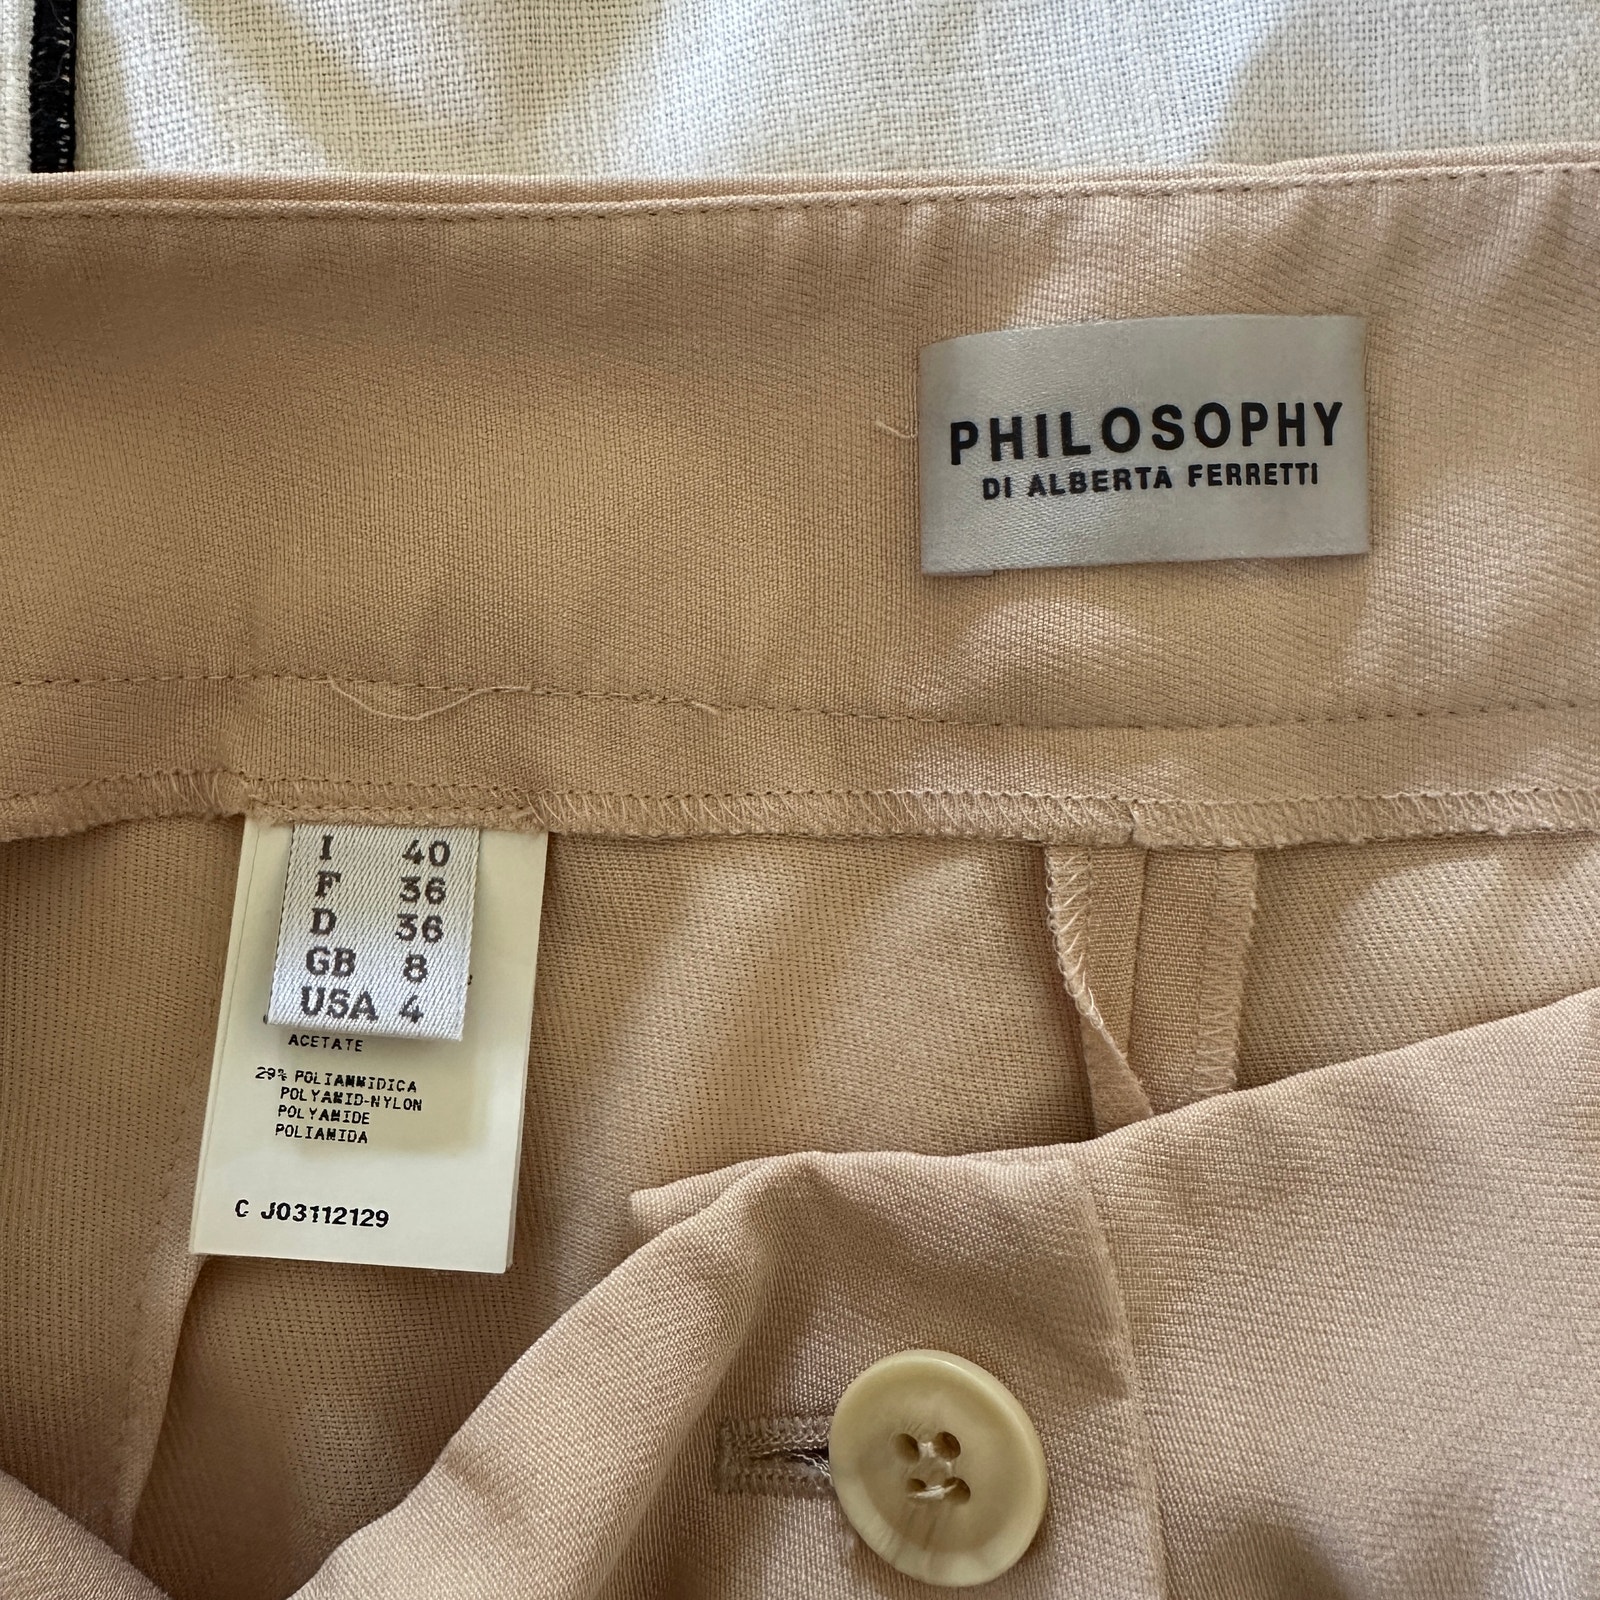 PHILOSOPHY
DI ALBERTA FERRETTI
I 40
F 36
D 36
GB 8
USA 4
ACETATE
29% POLIAMMIDICA
POLYAMID-NYLON
POLYAMIDE
POLIAMIDA
C J03112129